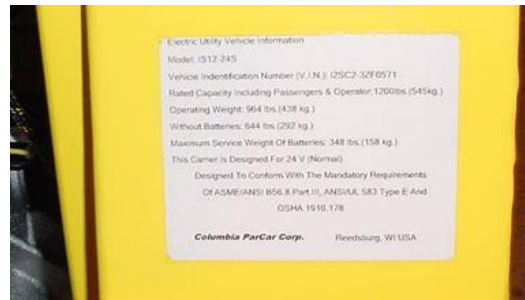 Electric Utility Vehicle Information
Model: IS12-24S
Vehicle Indentification Number (V.I.N.): I2SC2-3ZF0571
Rated Capacity Including Passengers & Operator:1200lbs.(545kg.)
Operating Weight: 964 lbs.(438 kg.)
Without Batteries: 644 lbs.(292 kg.)
Maximum Service Weight Of Batteries: 348 lbs.(158 kg.)
This Carrier Is Designed For 24 V (Normal)
Designed To Conform With The Mandatory Requirements
Of ASME/ANSI B56.8 Part III, ANSI/UL 583 Type E And
OSHA 1910.178
Columbia ParCar Corp. Reedsburg, WI USA